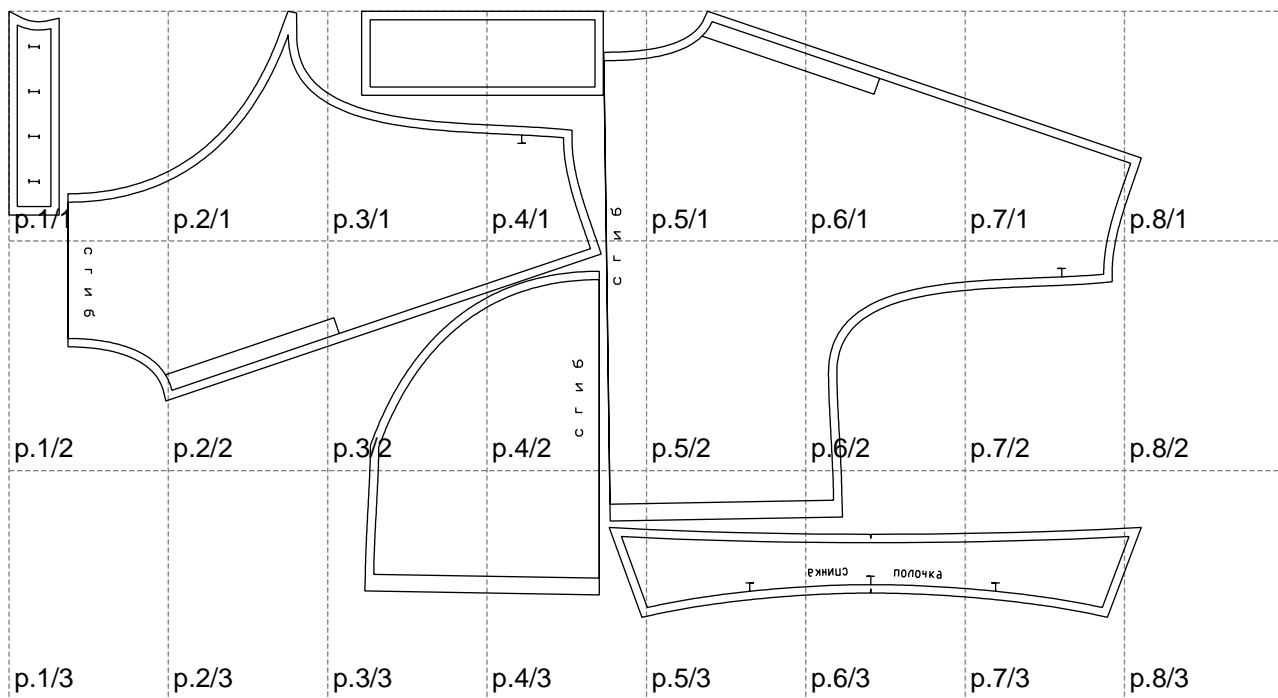 p.1/1 p.2/1 p.3/1 p.4/1 p.5/1 p.6/1 p.7/1 p.8/1
сгиб
сгиб
сгиб
p.1/2 p.2/2 p.3/2 p.4/2 p.5/2 p.6/2 p.7/2 p.8/2
спинка полочка
p.1/3 p.2/3 p.3/3 p.4/3 p.5/3 p.6/3 p.7/3 p.8/3